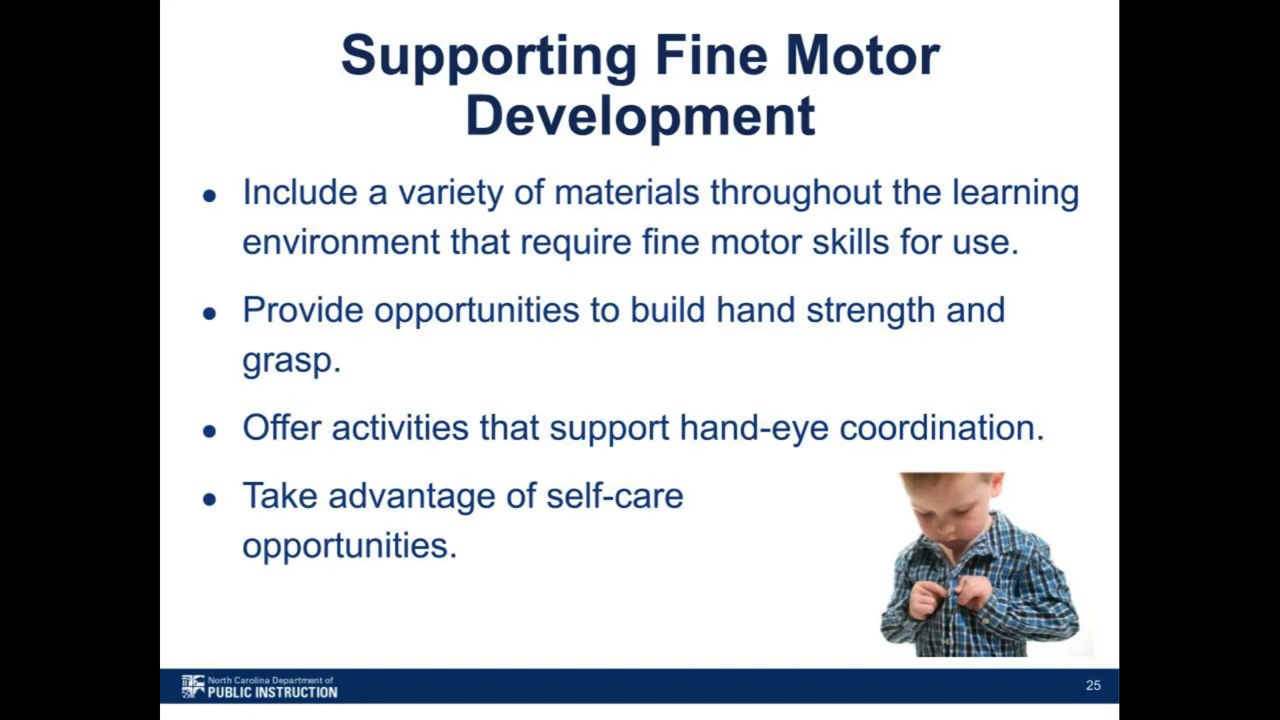 Supporting Fine Motor
Development
● Include a variety of materials throughout the learning
environment that require fine motor skills for use.
● Provide opportunities to build hand strength and
grasp.
● Offer activities that support hand-eye coordination.
● Take advantage of self-care
opportunities.
North Carolina Department of
PUBLIC INSTRUCTION
25